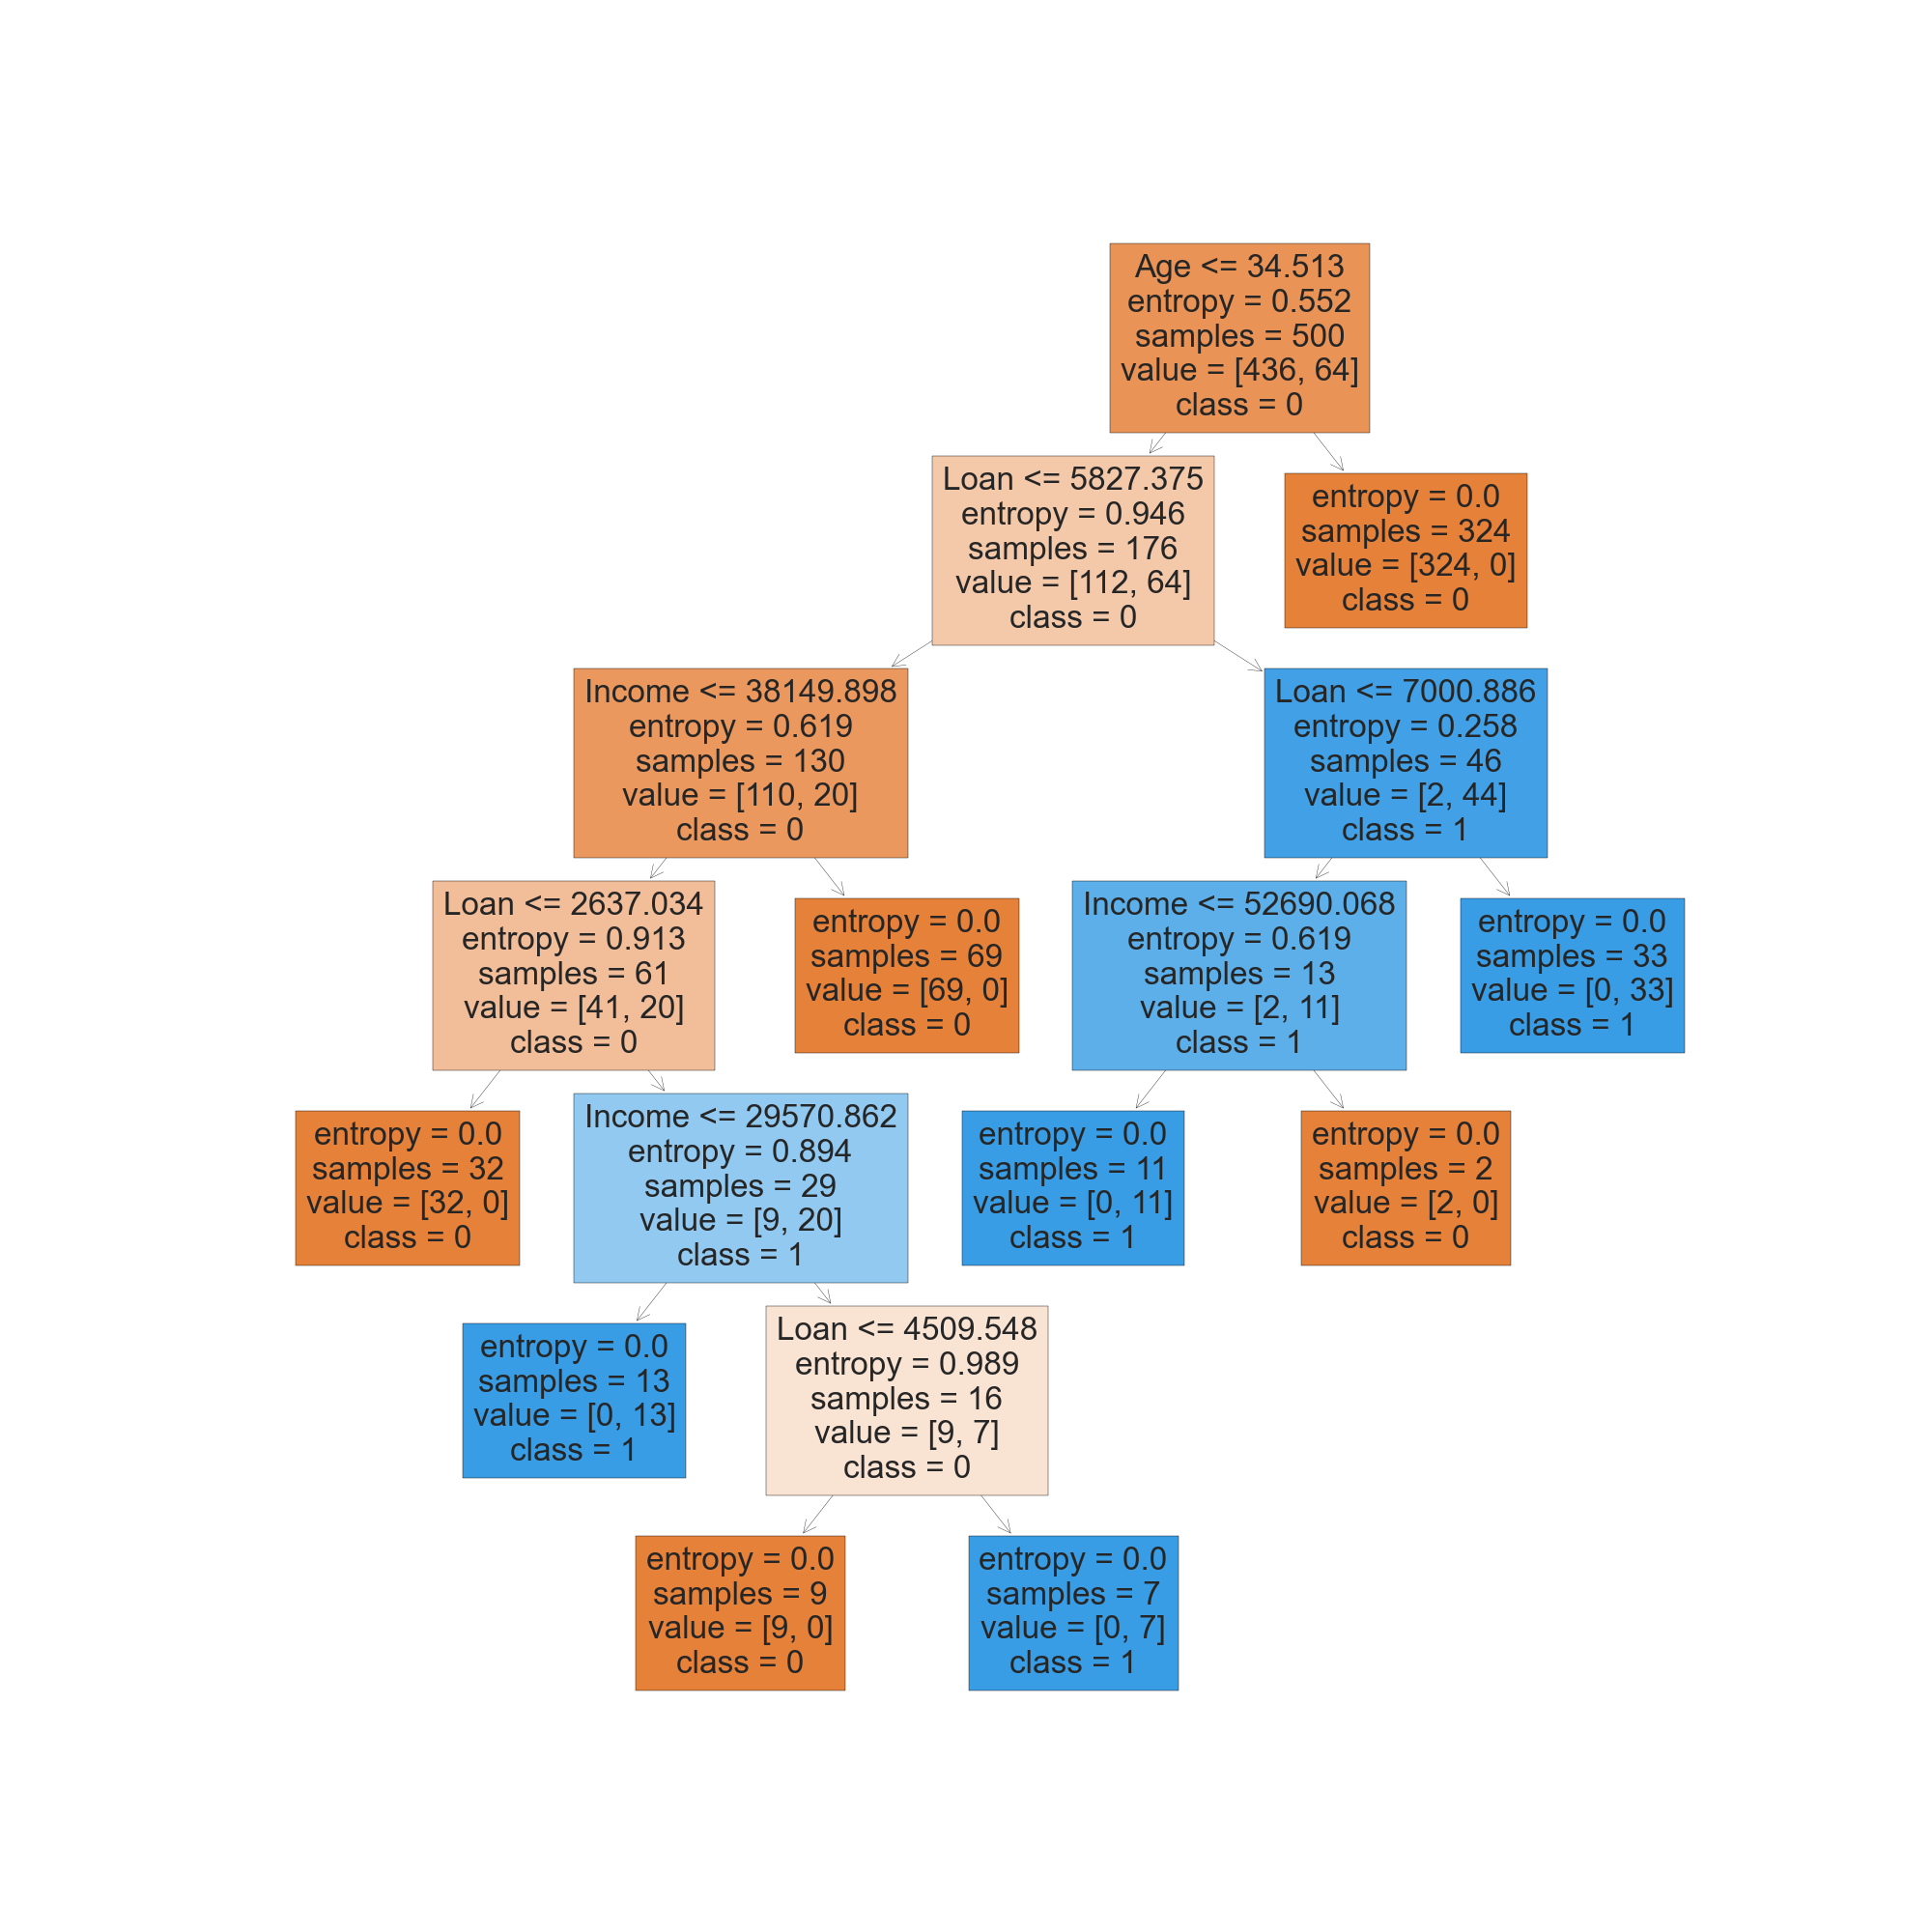 Age <= 34.513
entropy = 0.552
samples = 500
value = [436, 64]
class = 0
Loan <= 5827.375
entropy = 0.946
samples = 176
value = [112, 64]
class = 0
entropy = 0.0
samples = 324
value = [324, 0]
class = 0
Income <= 38149.898
entropy = 0.619
samples = 130
value = [110, 20]
class = 0
Loan <= 7000.886
entropy = 0.258
samples = 46
value = [2, 44]
class = 1
Loan <= 2637.034
entropy = 0.913
samples = 61
value = [41, 20]
class = 0
entropy = 0.0
samples = 69
value = [69, 0]
class = 0
Income <= 52690.068
entropy = 0.619
samples = 13
value = [2, 11]
class = 1
entropy = 0.0
samples = 33
value = [0, 33]
class = 1
entropy = 0.0
samples = 32
value = [32, 0]
class = 0
Income <= 29570.862
entropy = 0.894
samples = 29
value = [9, 20]
class = 1
entropy = 0.0
samples = 11
value = [0, 11]
class = 1
entropy = 0.0
samples = 2
value = [2, 0]
class = 0
entropy = 0.0
samples = 13
value = [0, 13]
class = 1
Loan <= 4509.548
entropy = 0.989
samples = 16
value = [9, 7]
class = 0
entropy = 0.0
samples = 9
value = [9, 0]
class = 0
entropy = 0.0
samples = 7
value = [0, 7]
class = 1